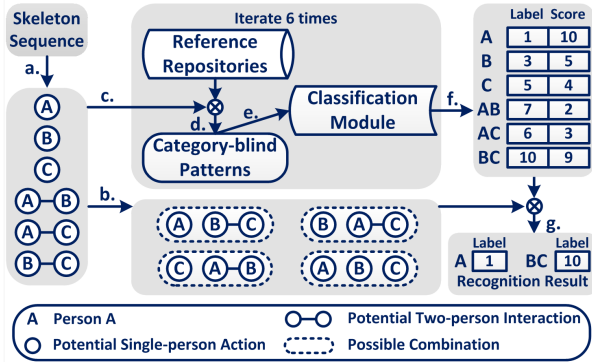 Skeleton
Sequence
a.
A
B
C
A B
A C
B C
b.
c.
Iterate 6 times
Reference
Repositories
d.
e.
Category-blind
Patterns
Classification
Module
f.
Label Score
A 1 10
B 3 5
C 5 4
AB 7 2
AC 6 3
BC 10 9
A B C
B A C
C A B
A B C
g.
Label Label
A 1 BC 10
Recognition Result
A Person A
Potential Two-person Interaction
Potential Single-person Action
Possible Combination